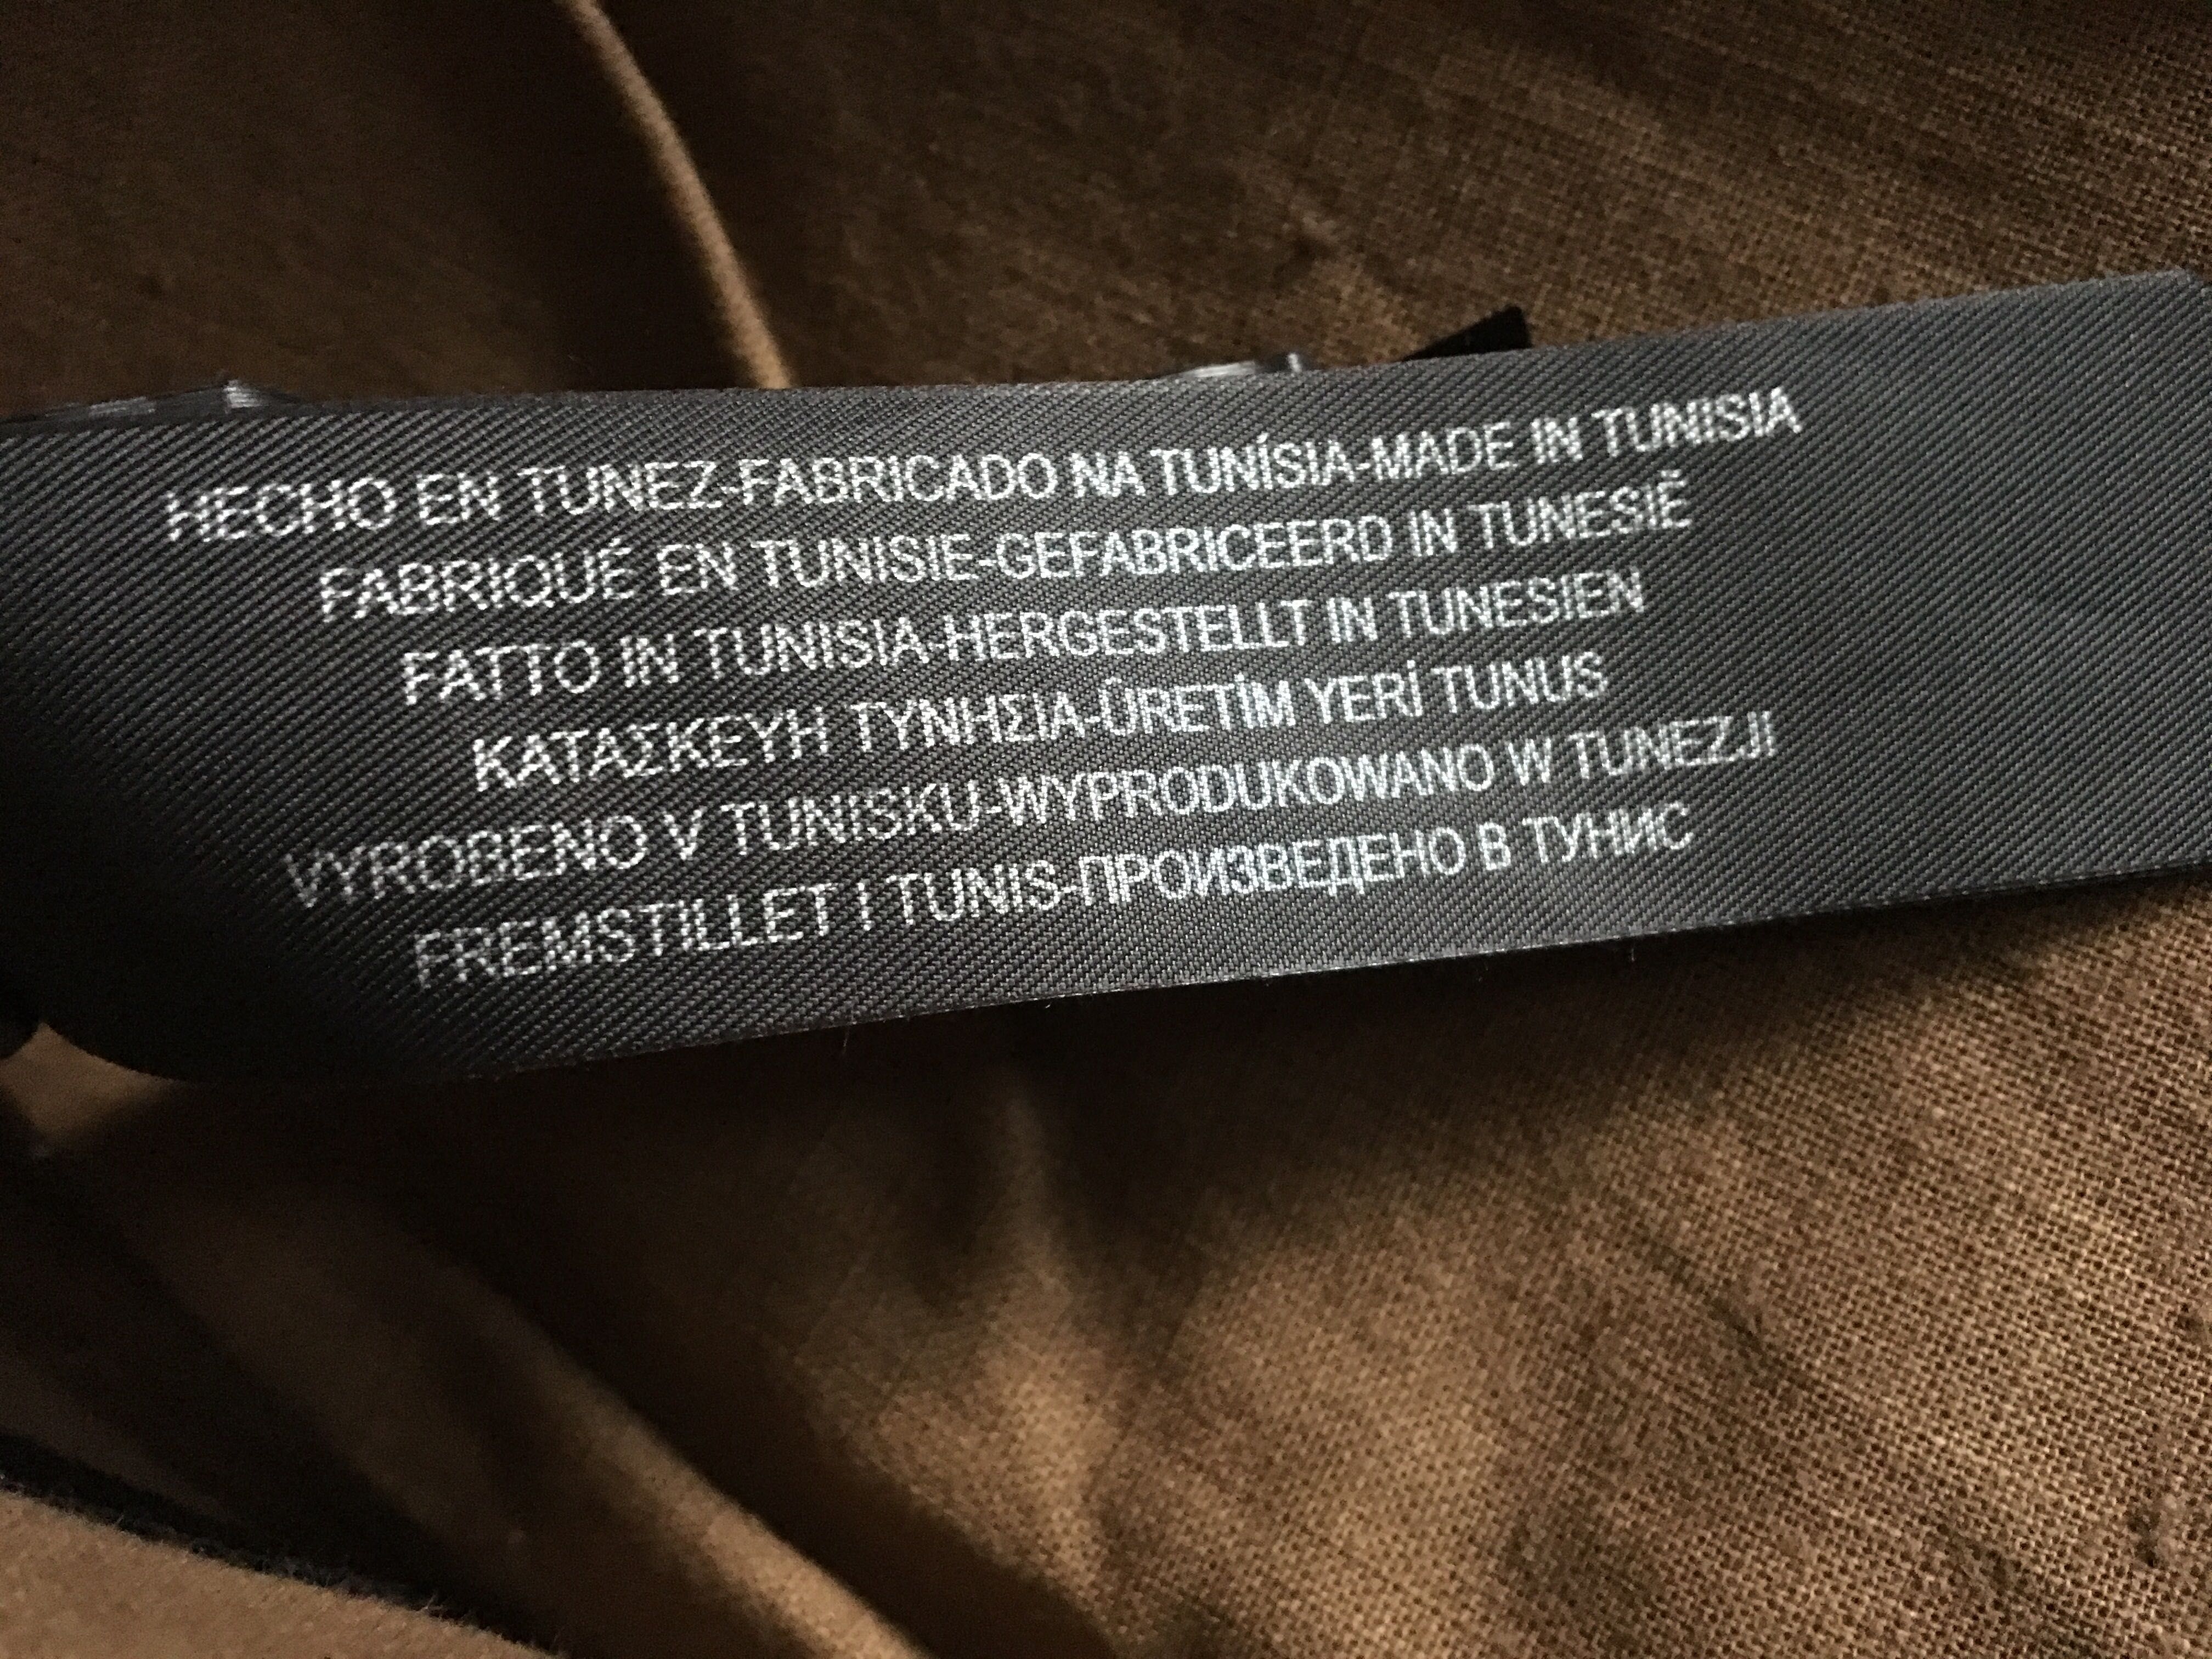 HECHO EN TUNEZ-FABRICADO NA TUNÍSIA-MADE IN TUNISIA
FABRIQUÉ EN TUNISIE-GEFABRICEERD IN TUNESIË
FATTO IN TUNISIA-HERGESTELLT IN TUNESIEN
ΚΑΤΑΣΚΕΥΗ ΤΥΝΗΣΙΑ-ÜRETİM YERİ TUNUS
VYROBENO V TUNISKU-WYPRODUKOWANO W TUNEZJI
FREMSTILLET I TUNIS-ПРОИЗВЕДЕНО В ТУНИС